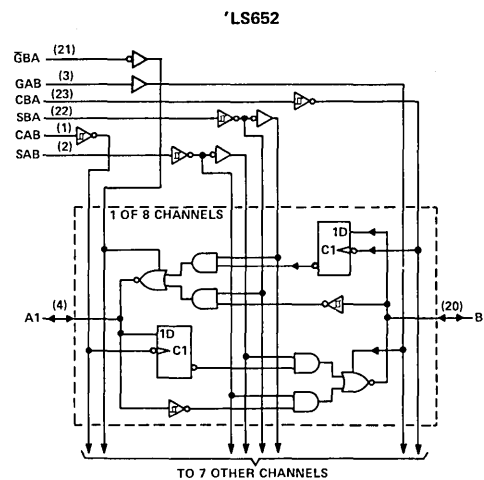 'LS652
G̅BA (21)
GAB (3)
CBA (23)
SBA (22)
CAB (1)
SAB (2)
1 OF 8 CHANNELS
1D
C1
A1 (4)
(20) B
1D
C1
TO 7 OTHER CHANNELS